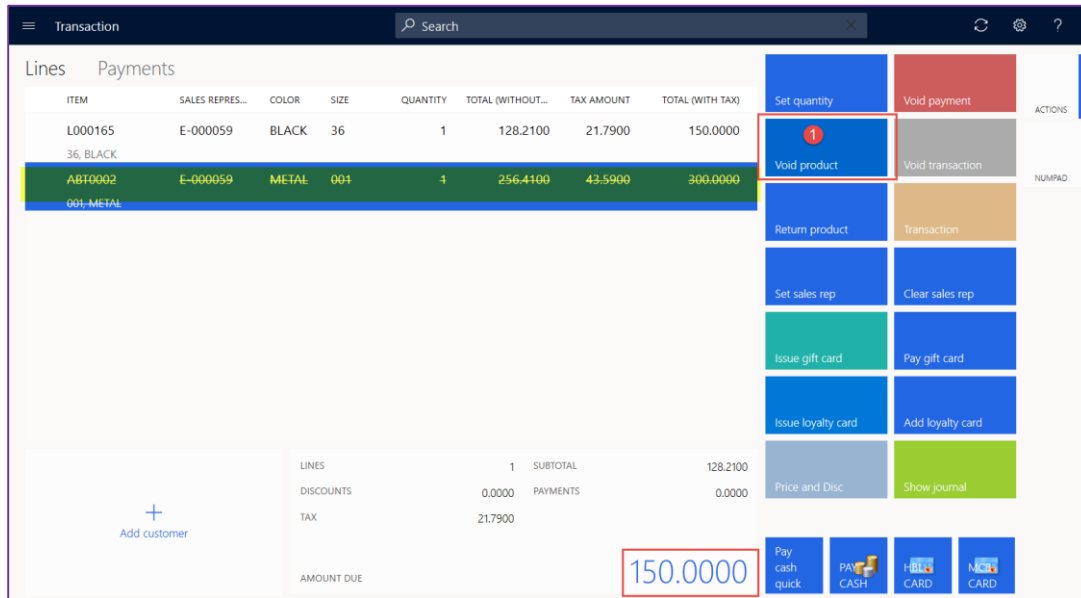 Transaction
Search
Lines Payments
ITEM SALES REPRES... COLOR SIZE QUANTITY TOTAL (WITHOUT... TAX AMOUNT TOTAL (WITH TAX)
L000165 E-000059 BLACK 36 1 128.2100 21.7900 150.0000
36, BLACK
ABT0002 E-000059 METAL 001 1 256.4100 43.5900 300.0000
001, METAL
Set quantity Void payment
ACTIONS
1
Void product Void transaction
NUMPAD
Return product Transaction
Set sales rep Clear sales rep
Issue gift card Pay gift card
Issue loyalty card Add loyalty card
Price and Disc Show journal
Add customer
LINES 1 SUBTOTAL 128.2100
DISCOUNTS 0.0000 PAYMENTS 0.0000
TAX 21.7900
AMOUNT DUE 150.0000
Pay
cash
quick
PAY
CASH
HBL
CARD
MCB
CARD